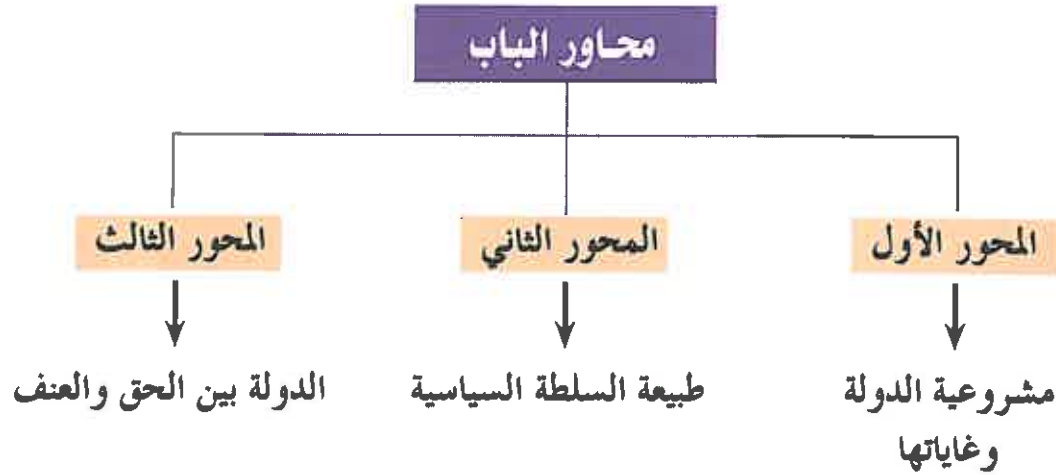 محاور الباب
المحور الأول
المحور الثاني
المحور الثالث
مشروعية الدولة
وغاياتها
طبيعة السلطة السياسية
الدولة بين الحق والعنف